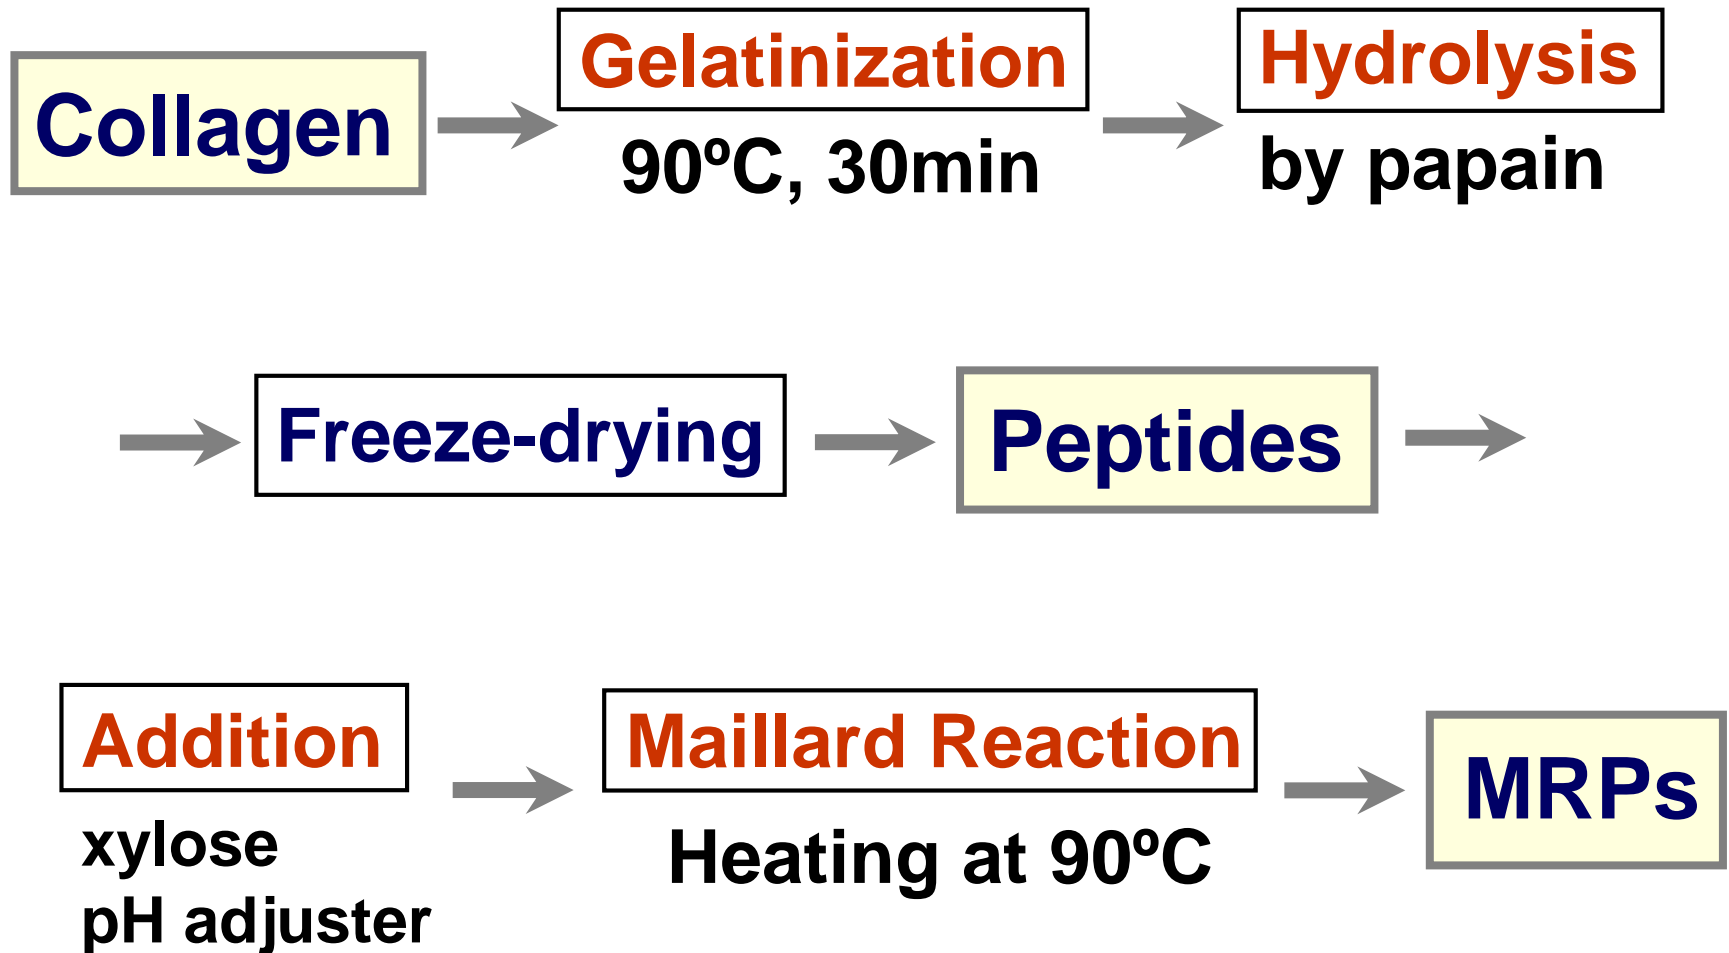 Collagen
Gelatinization
90ºC, 30min
Hydrolysis
by papain
Freeze-drying
Peptides
Addition
xylose
pH adjuster
Maillard Reaction
Heating at 90ºC
MRPs